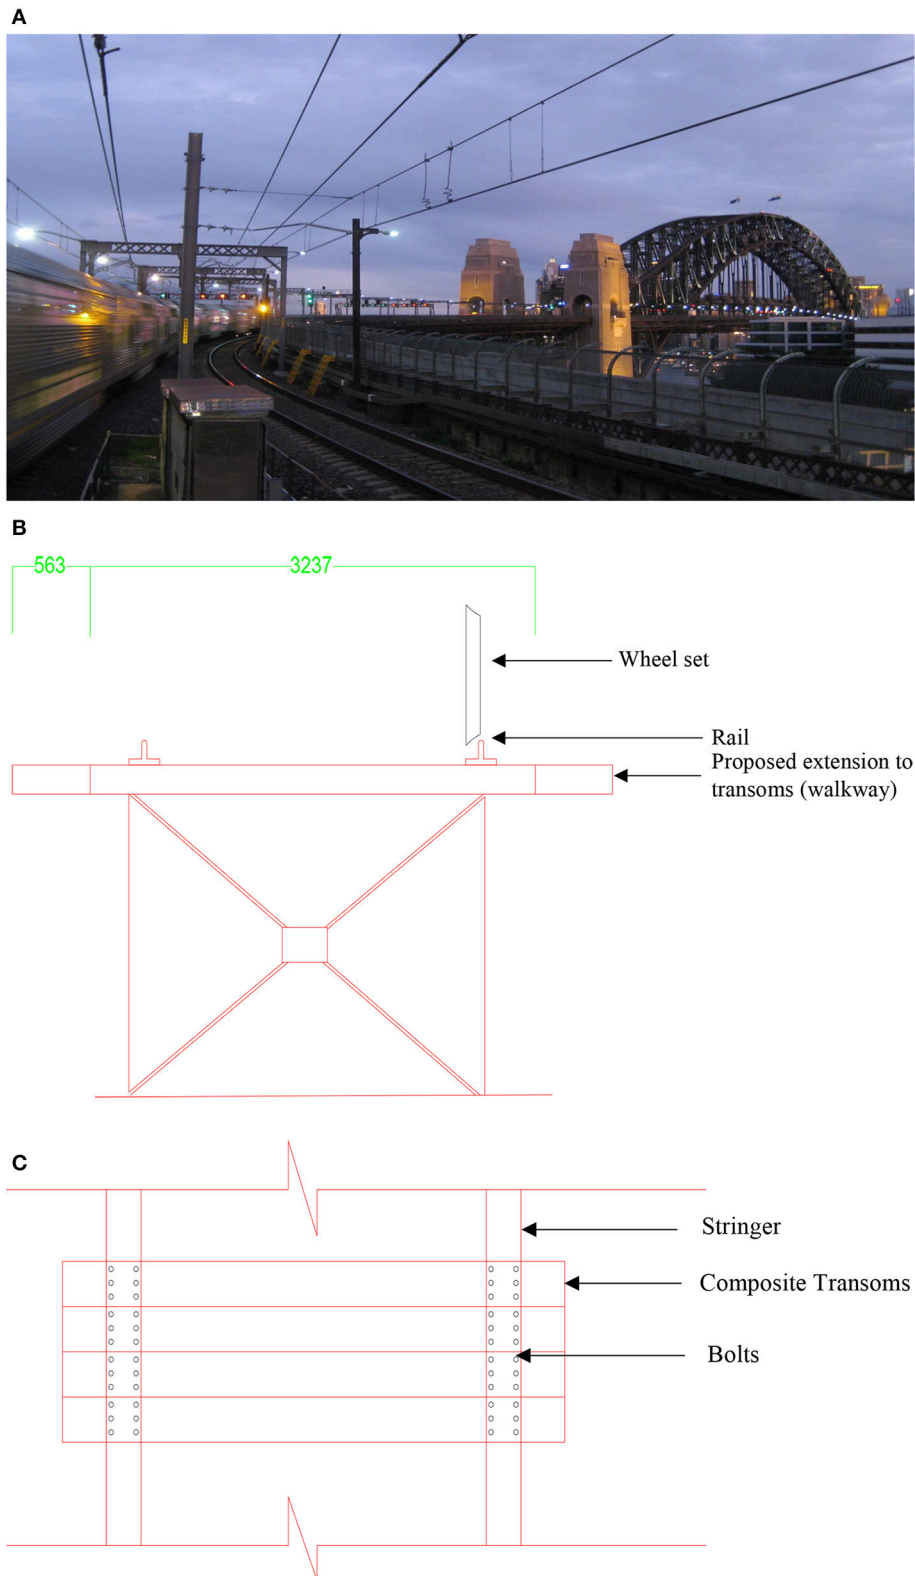 A
B
563
3237
Wheel set
Rail
Proposed extension to
transoms (walkway)
C
Stringer
Composite Transoms
Bolts